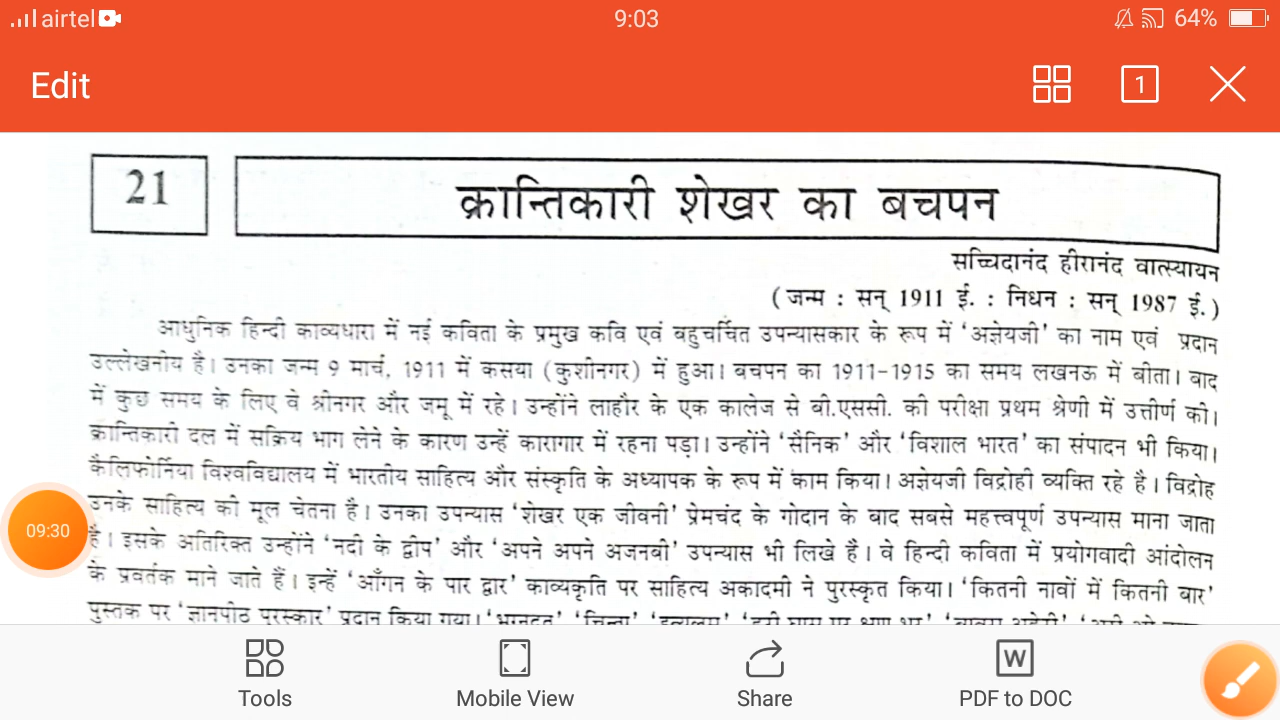 airtel 9:03 64%
Edit 1
21 क्रान्तिकारी शेखर का बचपन
सच्चिदानंद हीरानंद वात्स्यायन
( जन्म : सन् 1911 ई. : निधन : सन् 1987 ई.)
आधुनिक हिन्दी काव्यधारा में नई कविता के प्रमुख कवि एवं बहुचर्चित उपन्यासकार के रूप में ‘अज्ञेयजी’ का नाम एवं प्रदान
उल्लेखनीय है। उनका जन्म 9 मार्च, 1911 में कसया (कुशीनगर) में हुआ। बचपन का 1911-1915 का समय लखनऊ में बीता। बाद
में कुछ समय के लिए वे श्रीनगर और जमू में रहे। उन्होंने लाहौर के एक कालेज से बी.एससी. की परीक्षा प्रथम श्रेणी में उत्तीर्ण की।
क्रान्तिकारी दल में सक्रिय भाग लेने के कारण उन्हें कारागार में रहना पड़ा। उन्होंने ‘सैनिक’ और ‘विशाल भारत’ का संपादन भी किया।
कैलिफोर्निया विश्वविद्यालय में भारतीय साहित्य और संस्कृति के अध्यापक के रूप में काम किया। अज्ञेयजी विद्रोही व्यक्ति रहे है। विद्रोह
उनके साहित्य की मूल चेतना है। उनका उपन्यास ‘शेखर एक जीवनी’ प्रेमचंद के गोदान के बाद सबसे महत्त्वपूर्ण उपन्यास माना जाता
है। इसके अतिरिक्त उन्होंने ‘नदी के द्वीप’ और ‘अपने अपने अजनबी’ उपन्यास भी लिखे है। वे हिन्दी कविता में प्रयोगवादी आंदोलन
के प्रवर्तक माने जाते हैं। इन्हें ‘आँगन के पार द्वार’ काव्यकृति पर साहित्य अकादमी ने पुरस्कृत किया। ‘कितनी नावों में कितनी बार’
पुस्तक पर ‘ज्ञानपीठ पुरस्कार’ प्रदान किया गया।
09:30
Tools Mobile View Share PDF to DOC